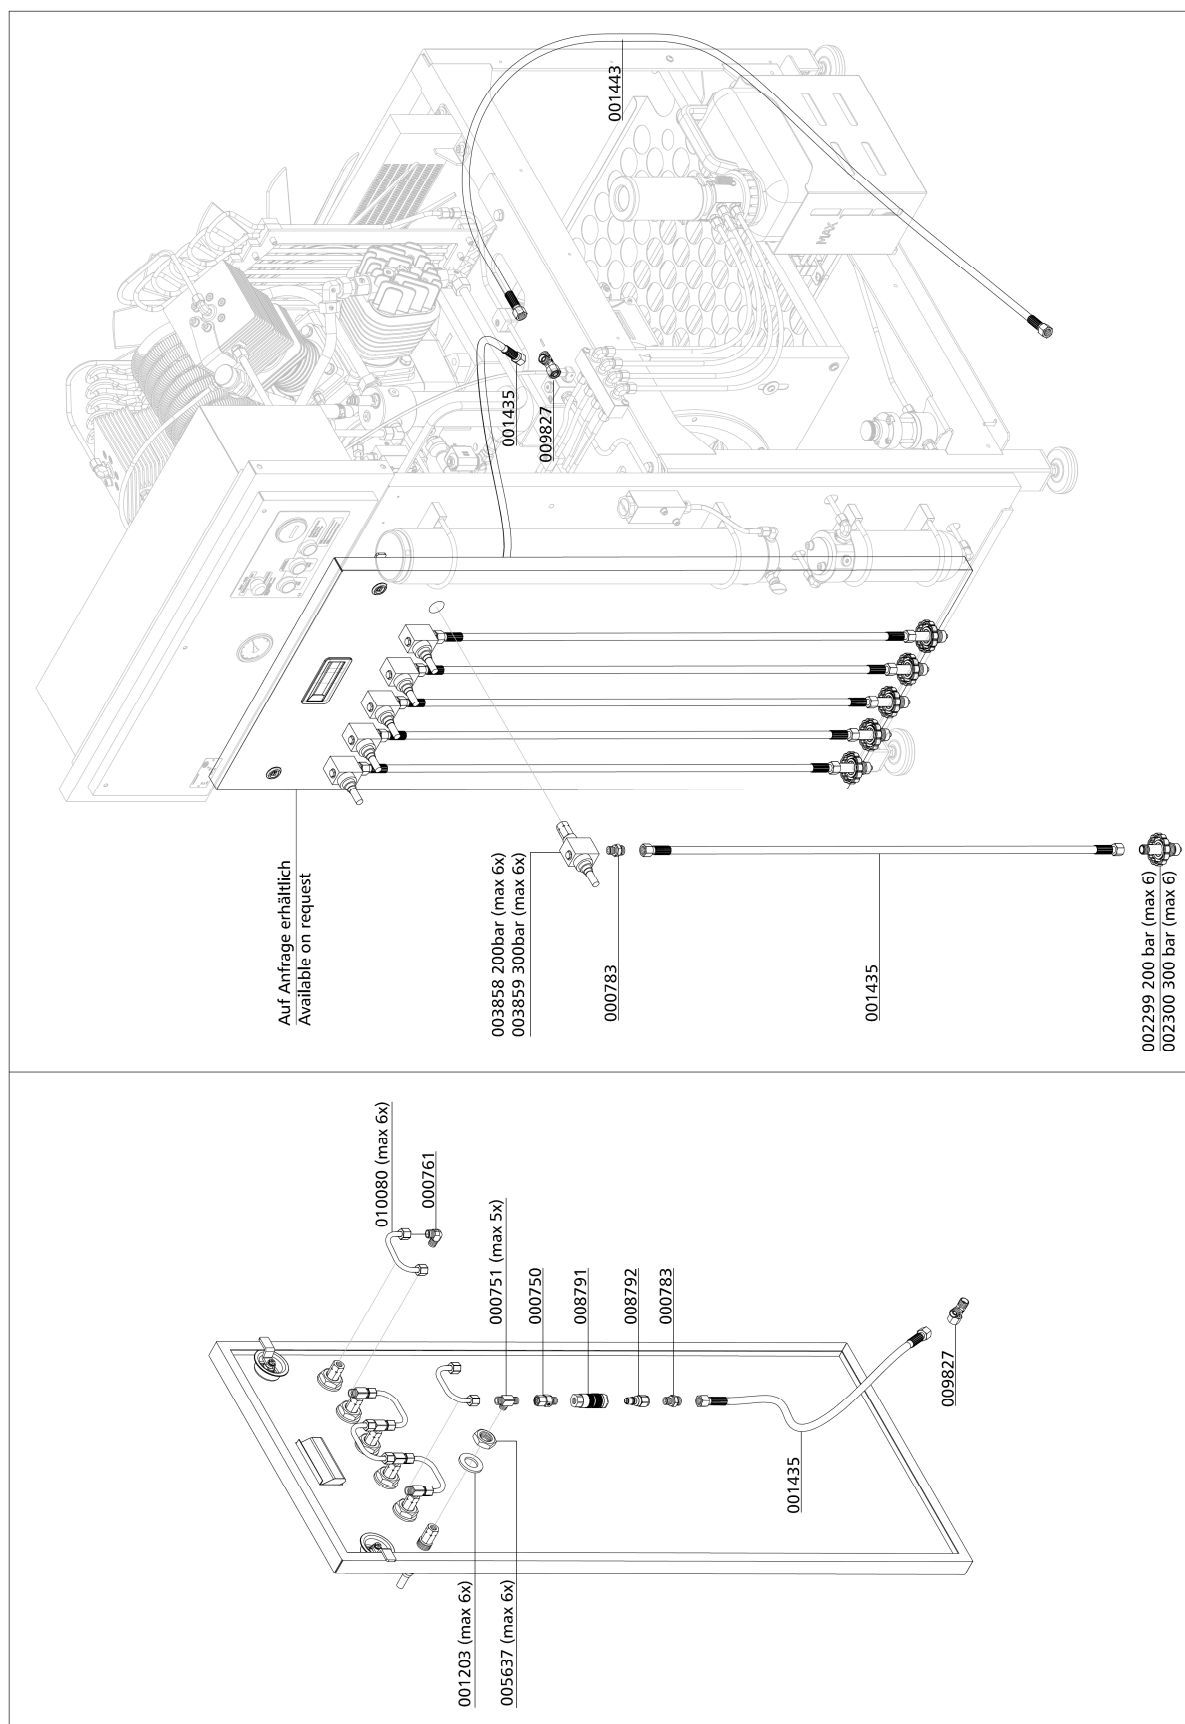 001443
001435
009827
MAX
Auf Anfrage erhältlich
Available on request
003858 200bar (max 6x)
003859 300bar (max 6x)
000783
001435
002299 200 bar (max 6)
002300 300 bar (max 6)
010080 (max 6x)
000761
000751 (max 5x)
000750
008791
008792
000783
009827
001435
001203 (max 6x)
005637 (max 6x)